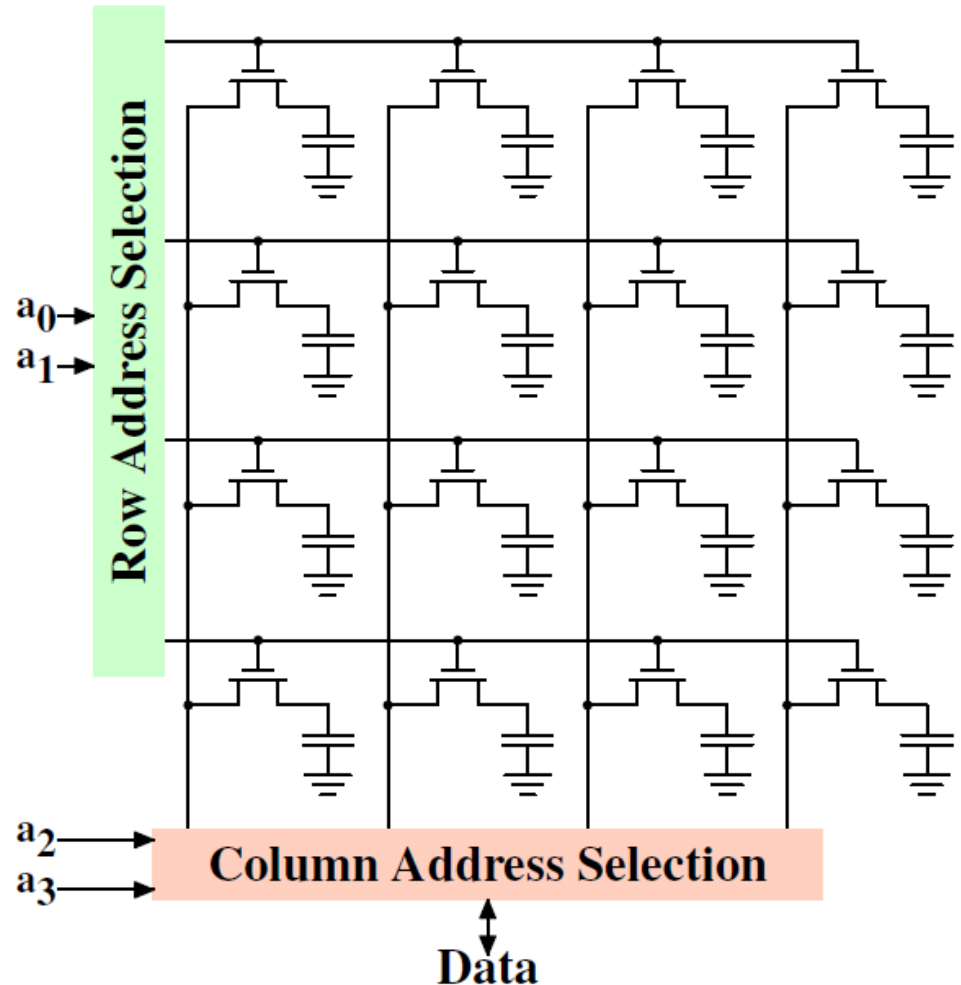 Row Address Selection
a0
a1
a2
a3
Column Address Selection
Data